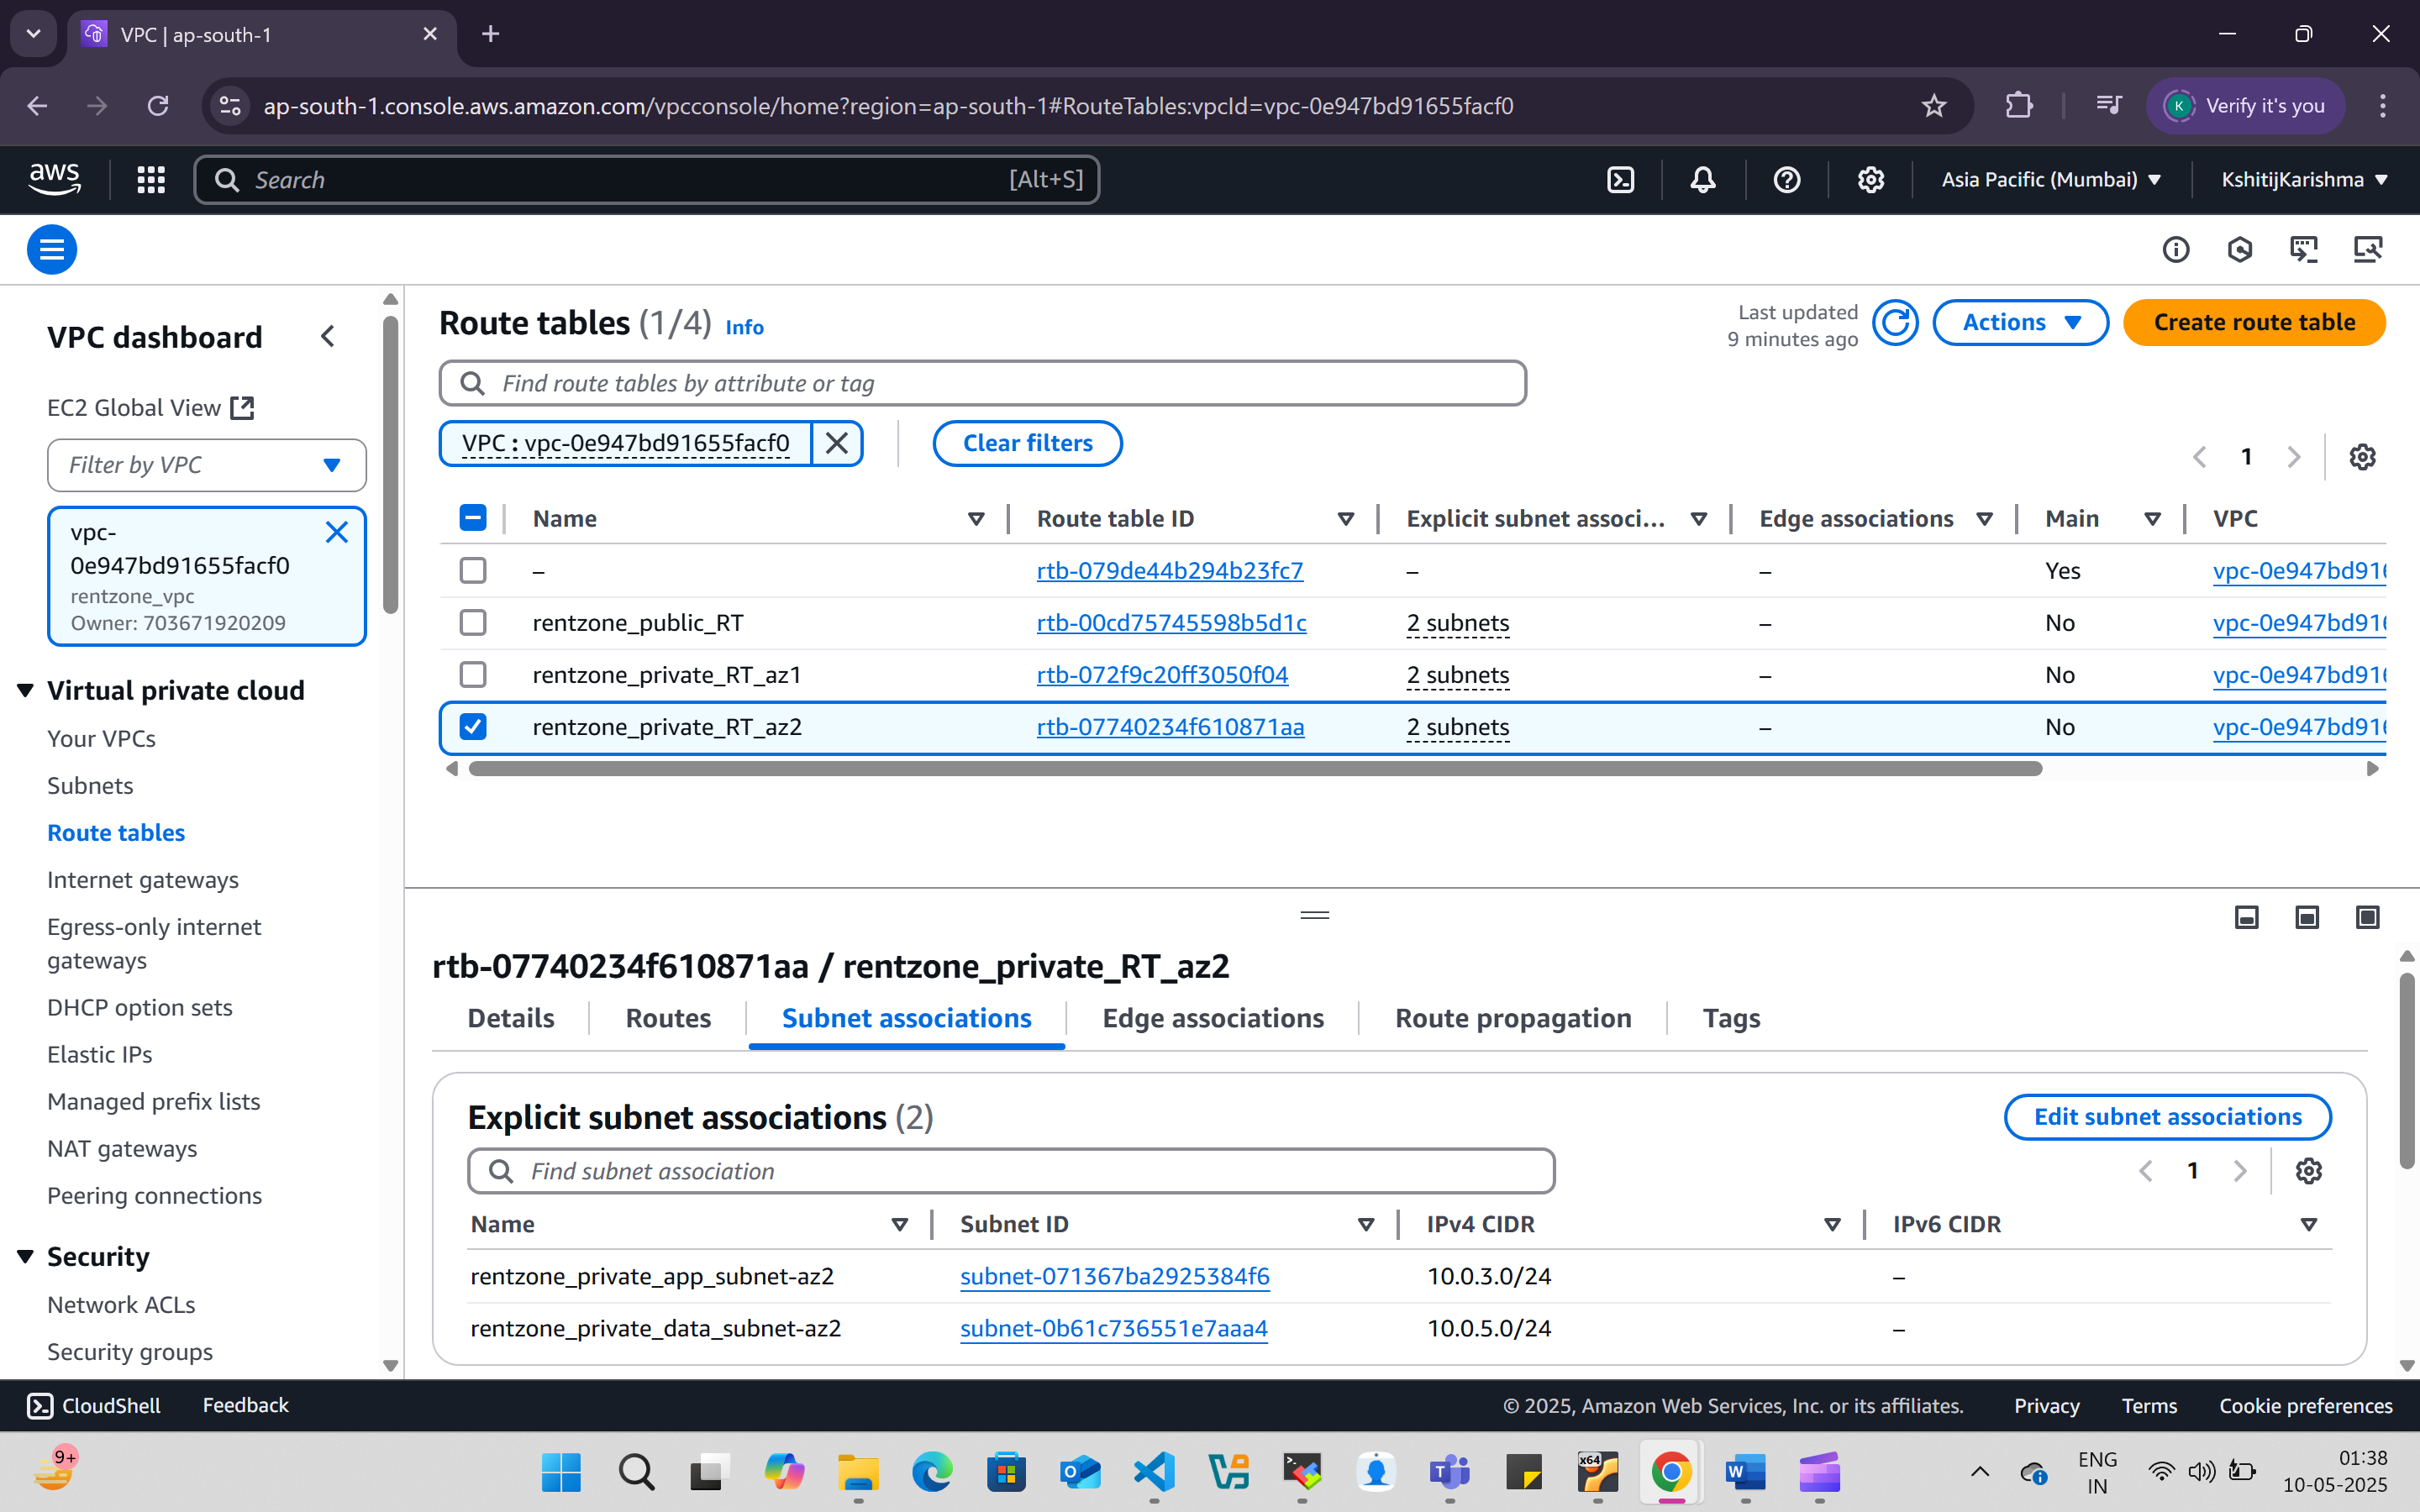 VPC | ap-south-1
ap-south-1.console.aws.amazon.com/vpcconsole/home?region=ap-south-1#RouteTables:vpcId=vpc-0e947bd91655facf0
K
Verify it's you
aws
Search
[Alt+S]
Asia Pacific (Mumbai)
KshitijKarishma
VPC dashboard
EC2 Global View
Filter by VPC
vpc-
0e947bd91655facf0
rentzone_vpc
Owner: 703671920209
Virtual private cloud
Your VPCs
Subnets
Route tables
Internet gateways
Egress-only internet
gateways
DHCP option sets
Elastic IPs
Managed prefix lists
NAT gateways
Peering connections
Security
Network ACLs
Security groups
Route tables (1/4) Info
Last updated
9 minutes ago
Actions
Create route table
Find route tables by attribute or tag
VPC : vpc-0e947bd91655facf0
Clear filters
1
Name Route table ID Explicit subnet associ... Edge associations Main VPC
– rtb-079de44b294b23fc7 – – Yes vpc-0e947bd916
rentzone_public_RT rtb-00cd75745598b5d1c 2 subnets – No vpc-0e947bd916
rentzone_private_RT_az1 rtb-072f9c20ff3050f04 2 subnets – No vpc-0e947bd916
rentzone_private_RT_az2 rtb-07740234f610871aa 2 subnets – No vpc-0e947bd916
rtb-07740234f610871aa / rentzone_private_RT_az2
Details Routes Subnet associations Edge associations Route propagation Tags
Explicit subnet associations (2)
Edit subnet associations
Find subnet association
1
Name Subnet ID IPv4 CIDR IPv6 CIDR
rentzone_private_app_subnet-az2 subnet-071367ba2925384f6 10.0.3.0/24 –
rentzone_private_data_subnet-az2 subnet-0b61c736551e7aaa4 10.0.5.0/24 –
CloudShell Feedback
© 2025, Amazon Web Services, Inc. or its affiliates. Privacy Terms Cookie preferences
9+
x64
ENG
IN
01:38
10-05-2025